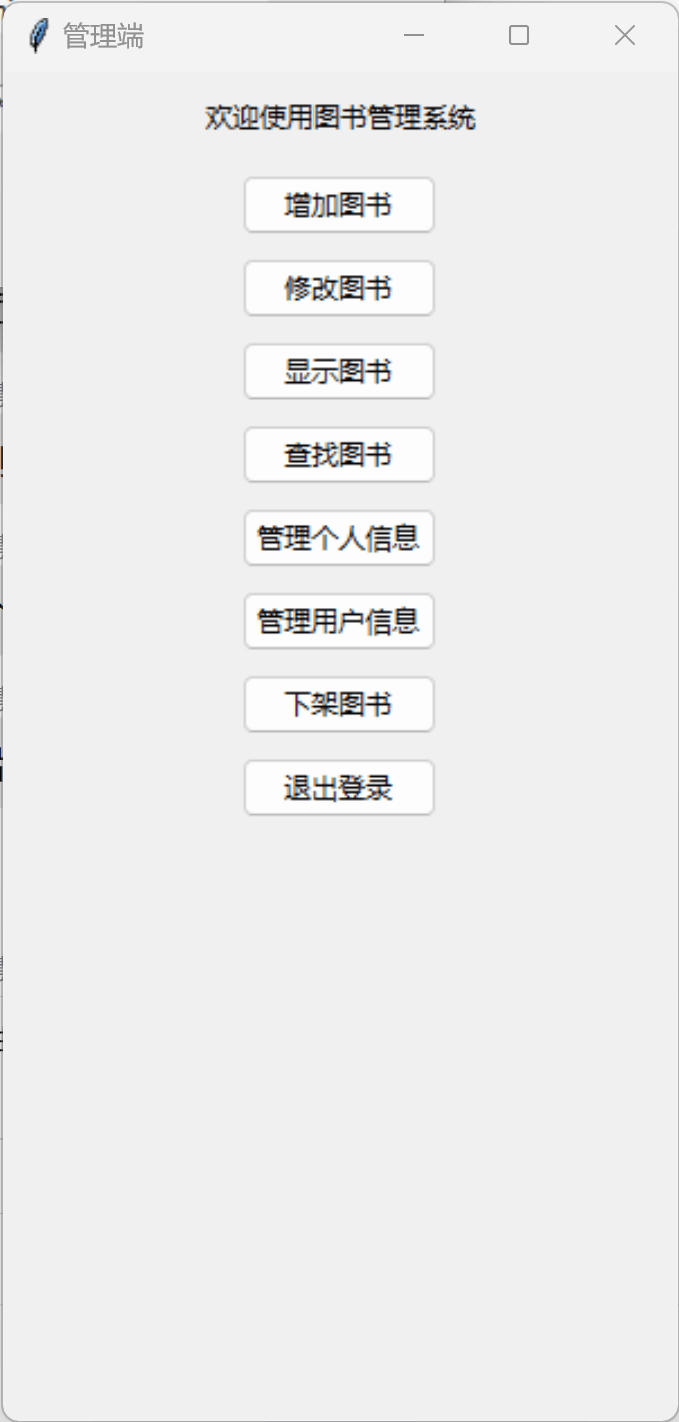 管理端
欢迎使用图书管理系统
增加图书
修改图书
显示图书
查找图书
管理个人信息
管理用户信息
下架图书
退出登录